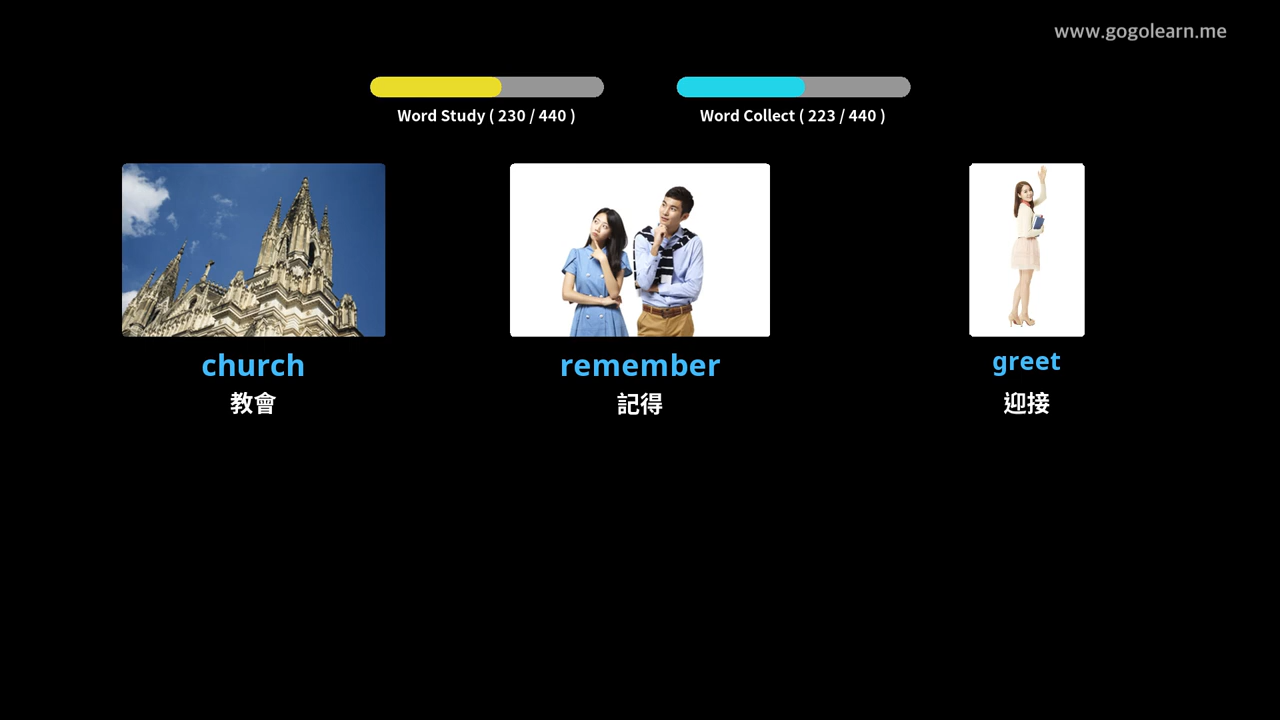 www.gogolearn.me
Word Study ( 230 / 440 )
Word Collect ( 223 / 440 )
church
remember
greet
教會
記得
迎接